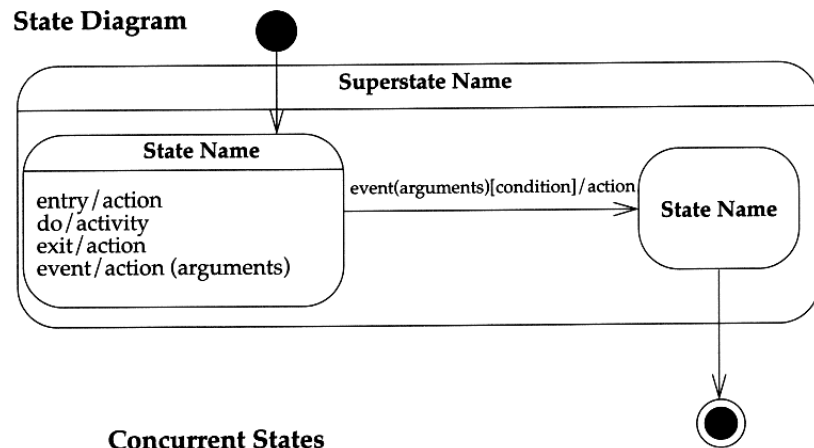 State Diagram
Superstate Name
State Name
entry/action
do/activity
exit/action
event/action (arguments)
event(arguments)[condition]/action
State Name
Concurrent States